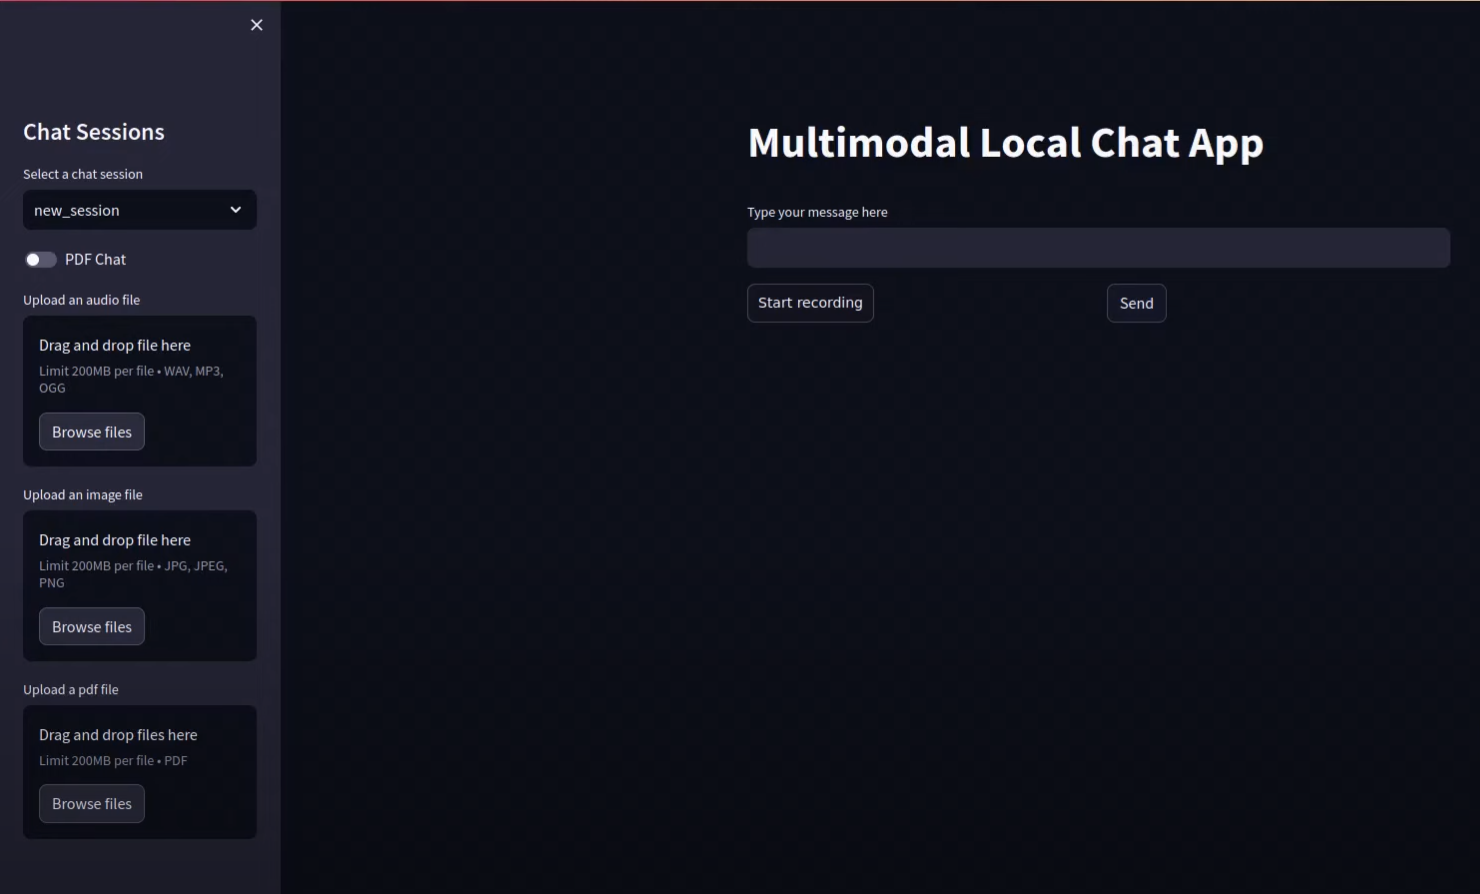 Chat Sessions
Select a chat session
new_session
PDF Chat
Upload an audio file
Drag and drop file here
Limit 200MB per file • WAV, MP3,
OGG
Browse files
Upload an image file
Drag and drop file here
Limit 200MB per file • JPG, JPEG,
PNG
Browse files
Upload a pdf file
Drag and drop files here
Limit 200MB per file • PDF
Browse files
Multimodal Local Chat App
Type your message here
Start recording
Send